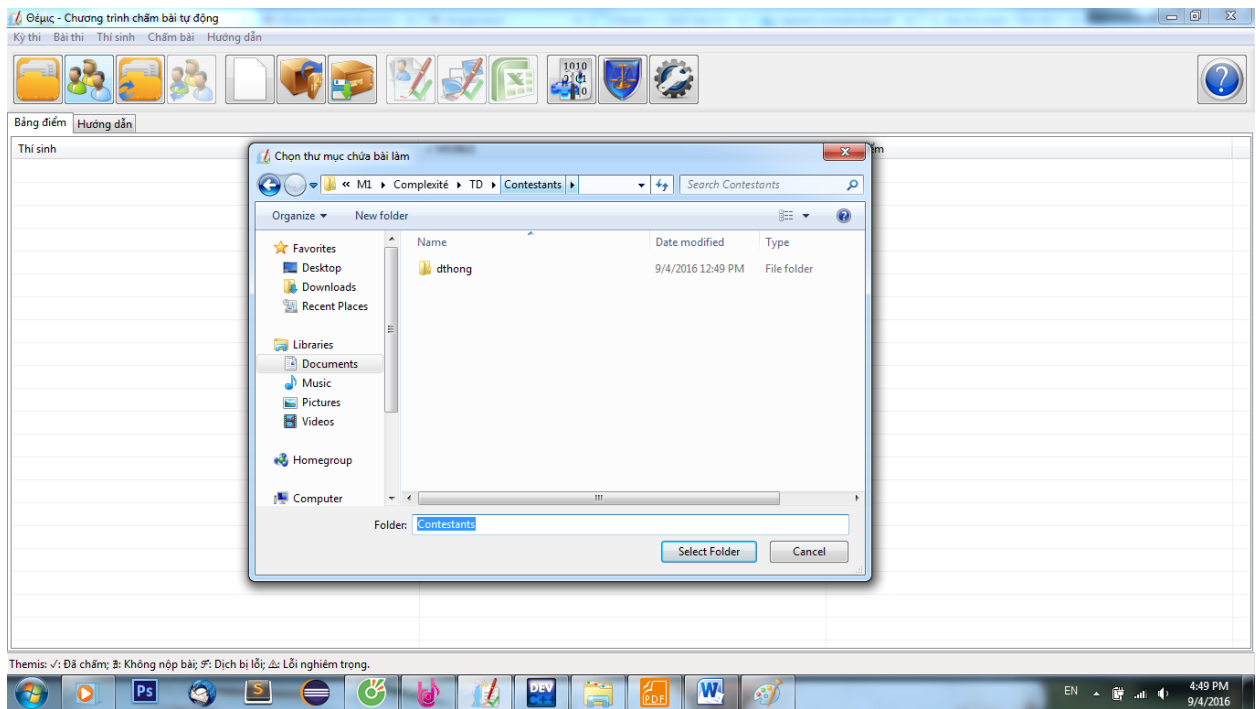 Θέμις - Chương trình chấm bài tự động
Kỳ thi Bài thi Thí sinh Chấm bài Hướng dẫn
1010
Bảng điểm Hướng dẫn
Thí sinh
Chọn thư mục chứa bài làm
« M1 Complexité TD Contestants
Search Contestants
Organize New folder
Name Date modified Type
Favorites
Desktop
Downloads
Recent Places
Libraries
Documents
Music
Pictures
Videos
Homegroup
Computer
dthong 9/4/2016 12:49 PM File folder
Folder: Contestants
Select Folder Cancel
Themis: √: Đã chấm; ∄: Không nộp bài; ℱ: Dịch bị lỗi; ⚠: Lỗi nghiêm trọng.
Ps
S
DEV
C++
PDF
W
EN
4:49 PM
9/4/2016